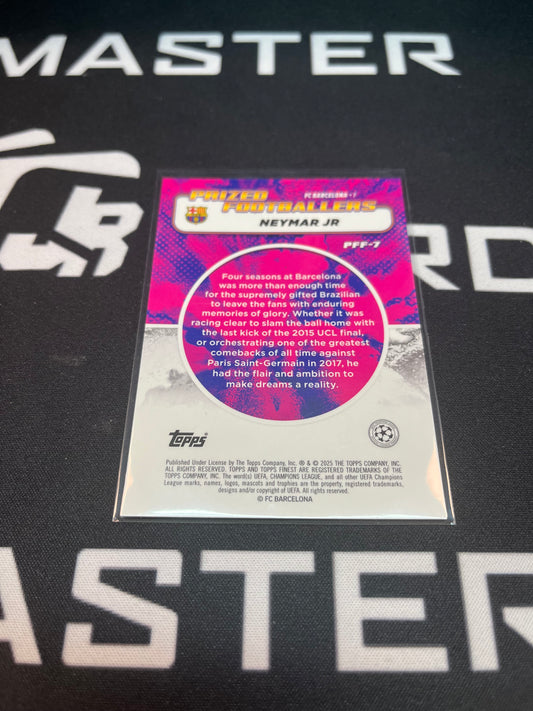 MASTER
PRIZED
FOOTBALLERS
NEYMAR JR
PFF-7
Four seasons at Barcelona
was more than enough time
for the supremely gifted Brazilian
to leave the fans with enduring
memories of glory. Whether it was
racing clear to slam the ball home with
the last kick of the 2015 UCL final,
or orchestrating one of the greatest
comebacks of all time against
Paris Saint-Germain in 2017, he
had the flair and ambition to
make dreams a reality.
topps
Published Under License by The Topps Company, Inc. ® & © 2025 THE TOPPS COMPANY, INC.
ALL RIGHTS RESERVED. TOPPS AND TOPPS FINEST ARE REGISTERED TRADEMARKS OF THE
TOPPS COMPANY, INC. The word(s) UEFA, CHAMPIONS LEAGUE, and all other UEFA Champions
League marks, names, logos, mascots and trophies are the property, registered trademarks,
designs and/or copyright of UEFA. All rights reserved.
© FC BARCELONA
MASTER